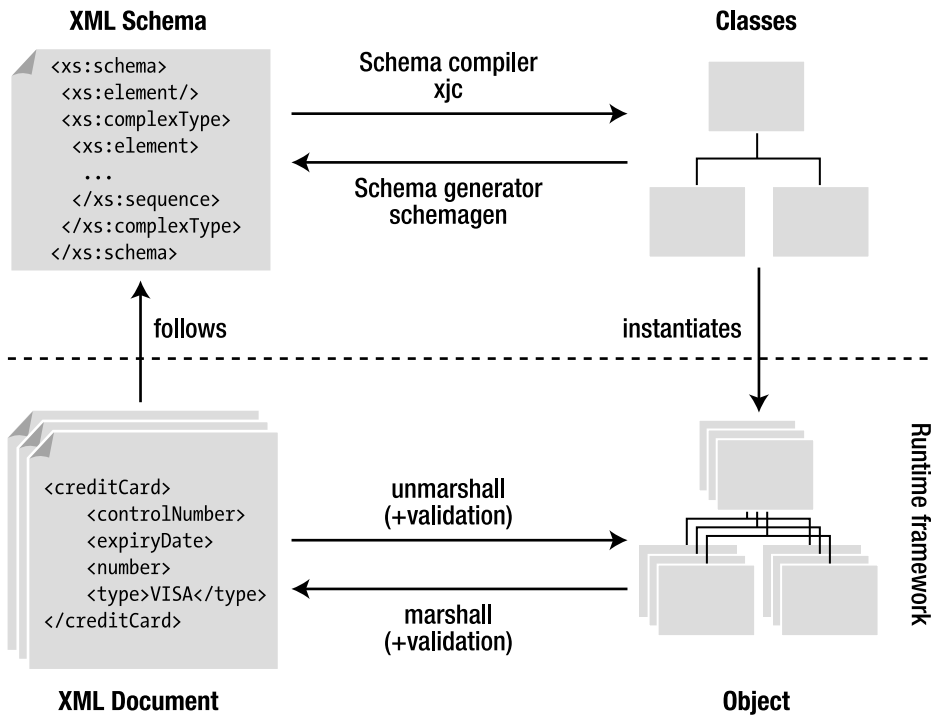 XML Schema
<xs:schema>
<xs:element/>
<xs:complexType>
<xs:element>
...
</xs:sequence>
</xs:complexType>
</xs:schema>
Schema compiler
xjc
Schema generator
schemagen
Classes
follows
instantiates
<creditCard>
<controlNumber>
<expiryDate>
<number>
<type>VISA</type>
</creditCard>
unmarshall
(+validation)
marshall
(+validation)
Runtime framework
XML Document
Object